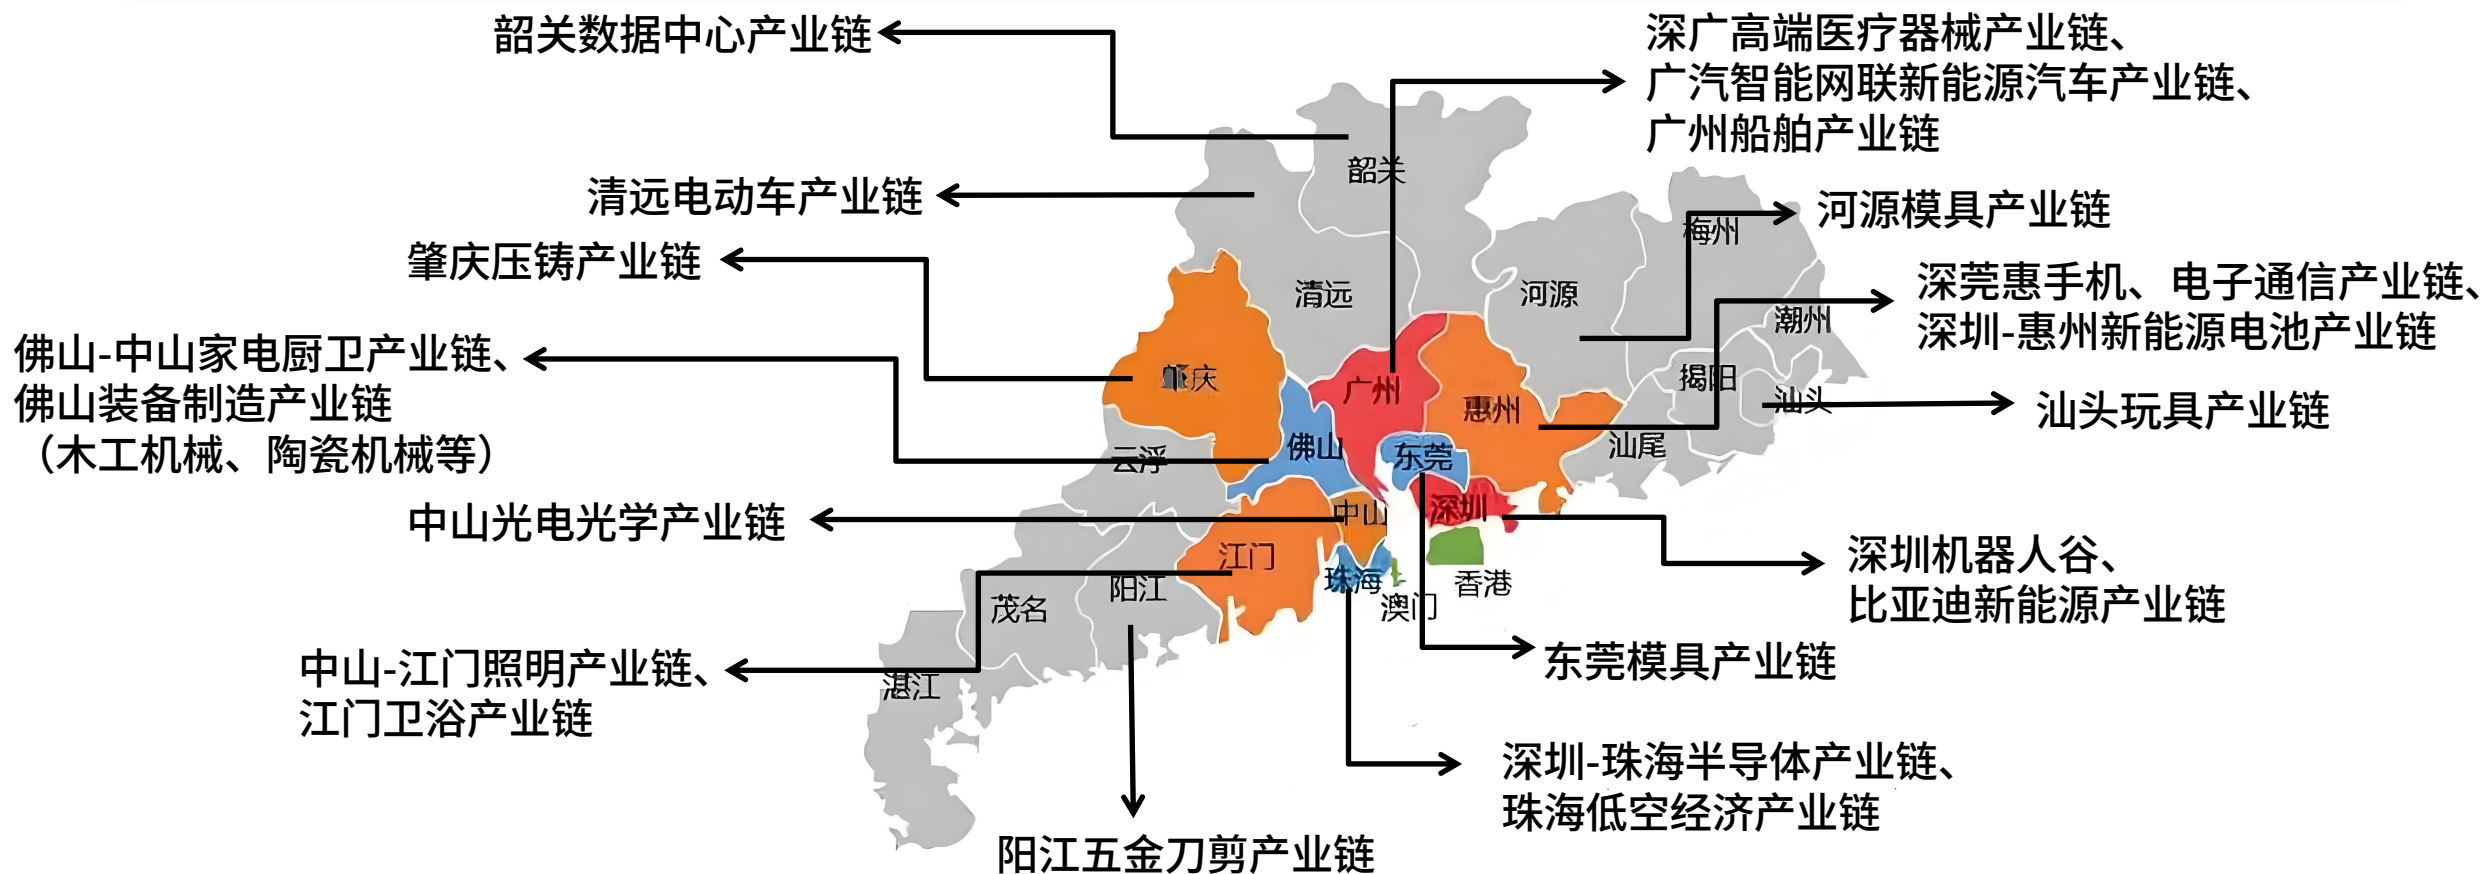 韶关数据中心产业链
深广高端医疗器械产业链、
广汽智能网联新能源汽车产业链、
广州船舶产业链
韶关
清远电动车产业链
河源模具产业链
梅州
肇庆压铸产业链
清远
河源
深莞惠手机、电子通信产业链、
深圳-惠州新能源电池产业链
潮州
佛山-中山家电厨卫产业链、
佛山装备制造产业链
（木工机械、陶瓷机械等）
肇庆
广州
惠州
揭阳
汕头
汕头玩具产业链
云浮
佛山
东莞
汕尾
中山光电光学产业链
中山
深圳
江门
深圳机器人谷、
比亚迪新能源产业链
阳江
珠海
香港
茂名
澳门
中山-江门照明产业链、
江门卫浴产业链
湛江
东莞模具产业链
深圳-珠海半导体产业链、
珠海低空经济产业链
阳江五金刀剪产业链